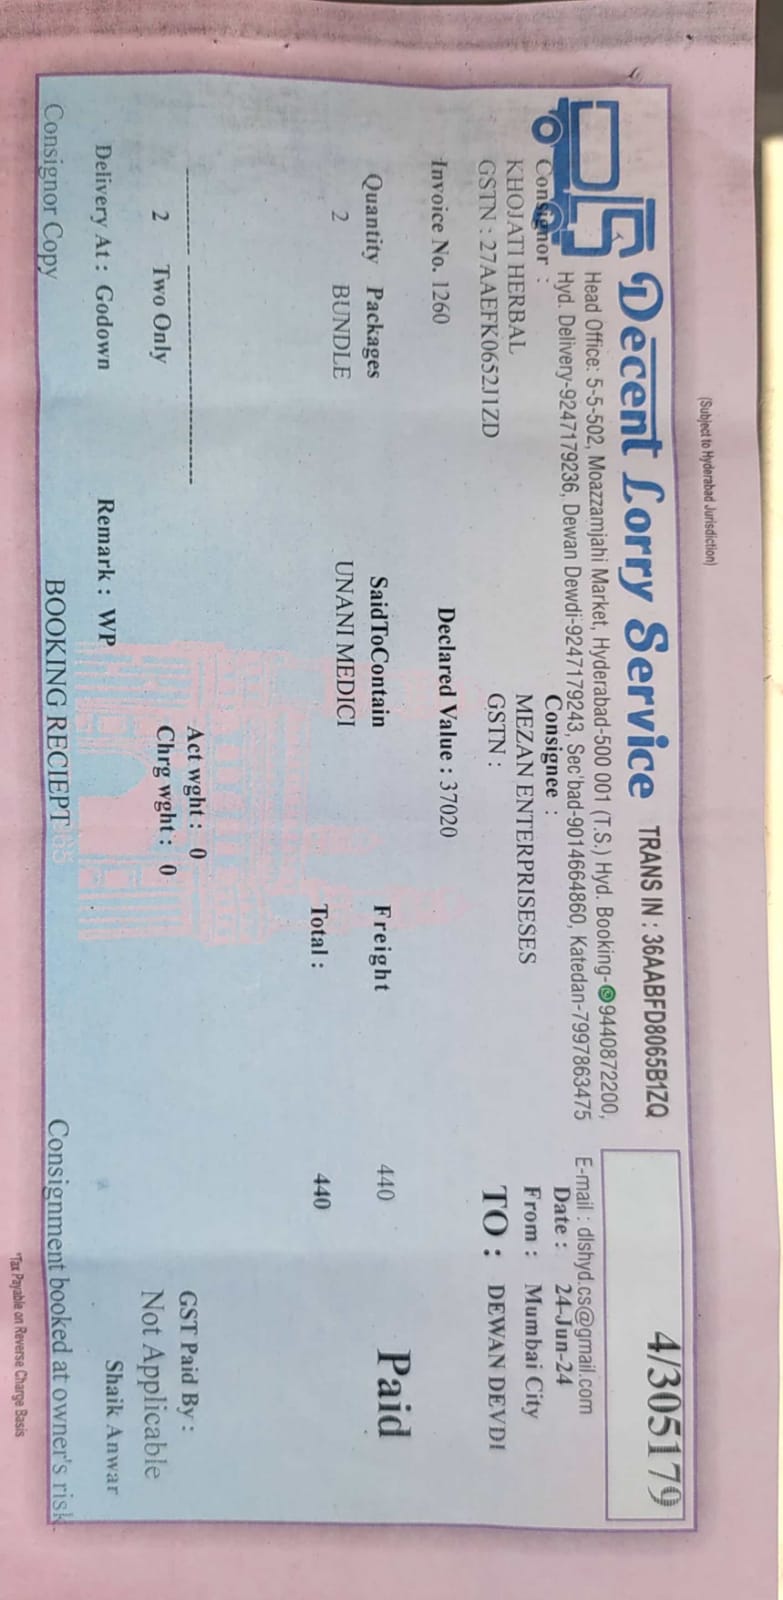 (Subject to Hyderabad Jurisdiction)
Decent Lorry Service
TRANS IN : 36AABFD8065B1ZQ
4/305179
Head Office: 5-5-502, Moazzamjahi Market, Hyderabad-500 001 (T.S.) Hyd. Booking-9440872200,
Hyd. Delivery-9247179236, Dewan Dewdi-9247179243, Sec'bad-9014664860, Katedan-7997863475
E-mail : dlshyd.cs@gmail.com
Consignor :
Consignee :
Date : 24-Jun-24
KHOJATI HERBAL
MEZAN ENTERPRISESES
From : Mumbai City
GSTN : 27AAEFK0652J1ZD
GSTN :
TO : DEWAN DEVDI
Invoice No. 1260
Declared Value : 37020
Quantity Packages
SaidToContain
Freight
440
Paid
2 BUNDLE
UNANI MEDICI
Total :
440
Act wght : 0
GST Paid By :
2 Two Only
Chrg wght : 0
Not Applicable
Delivery At : Godown
Remark : WP
Shaik Anwar
Consignor Copy
BOOKING RECIEPT
Consignment booked at owner's risk
*Tax Payable on Reverse Charge Basis